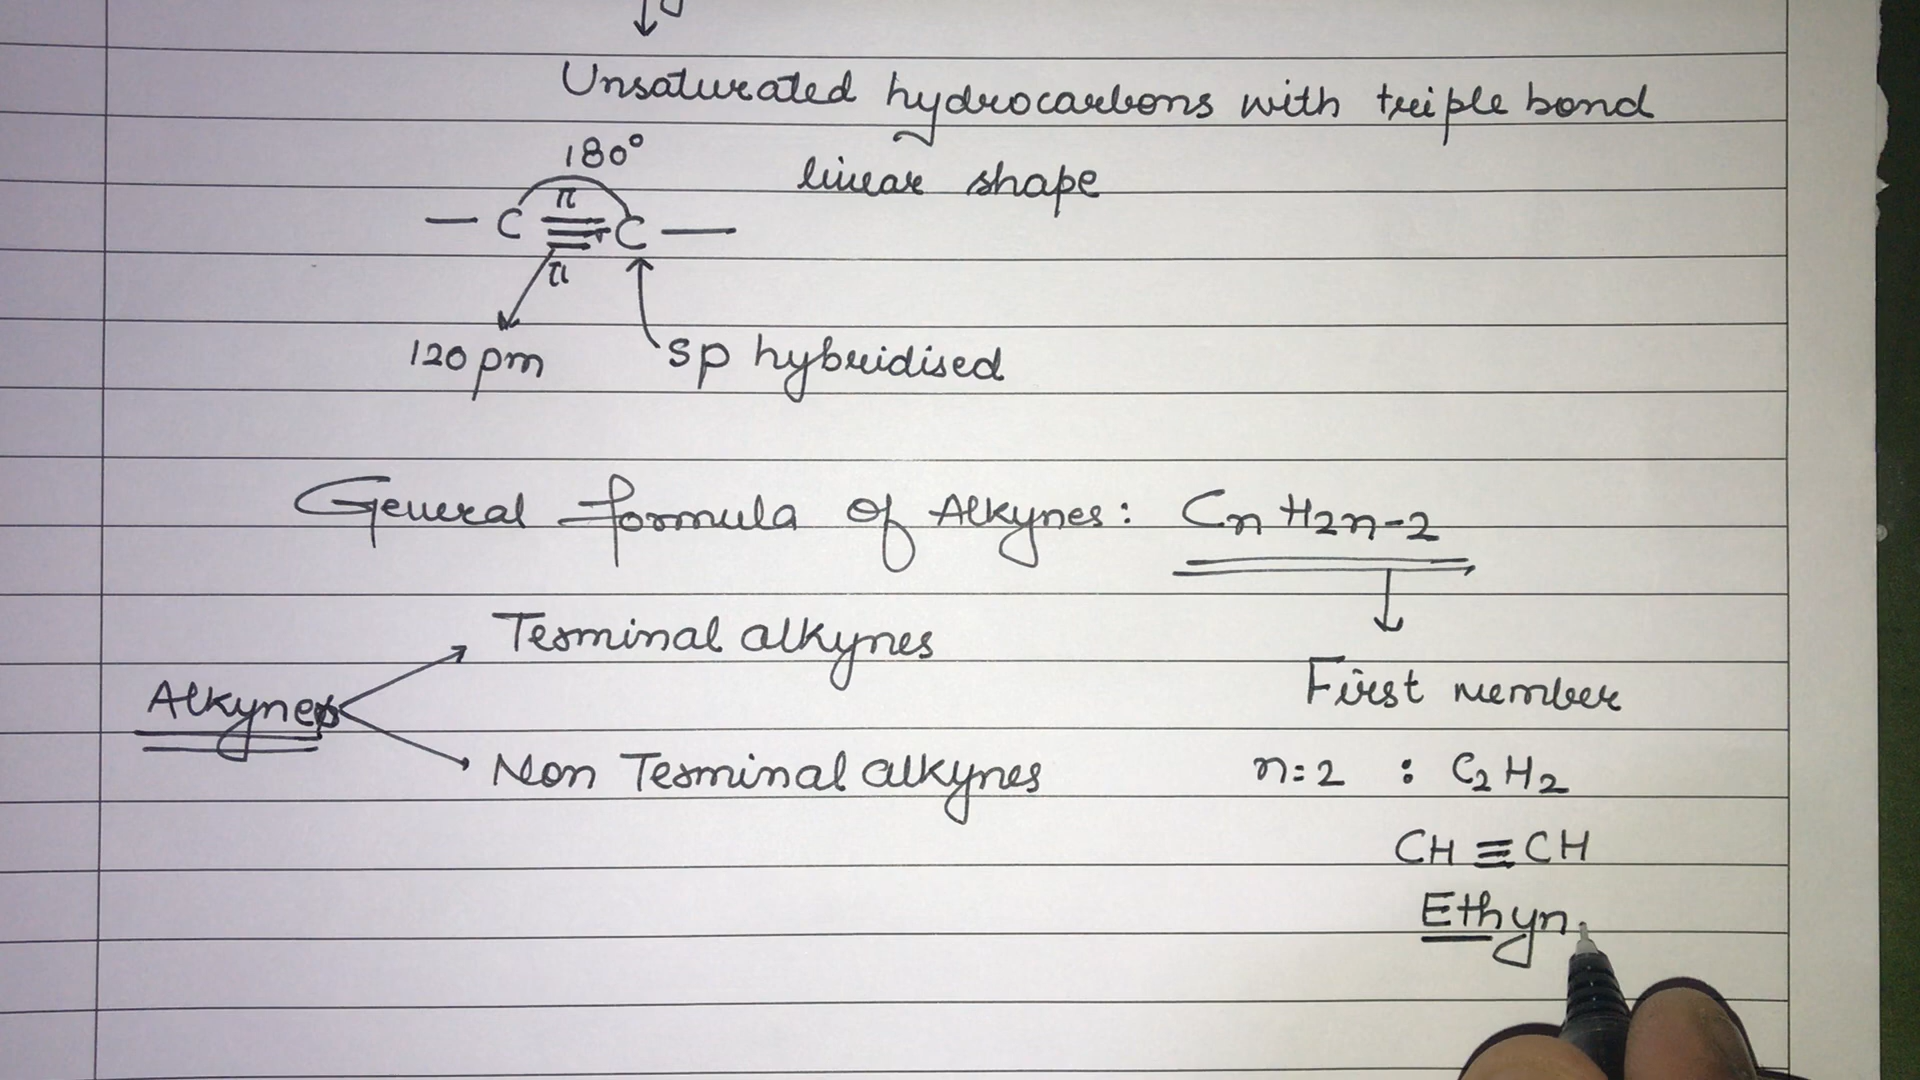 Unsaturated hydrocarbons with triple bond
180°
linear shape
π
— C ≡ C —
π
120 pm
sp hybridised
General formula of Alkynes: CnH2n-2
Terminal alkynes
First member
Alkynes
Non Terminal alkynes
n=2 : C2H2
CH ≡ CH
Ethyn